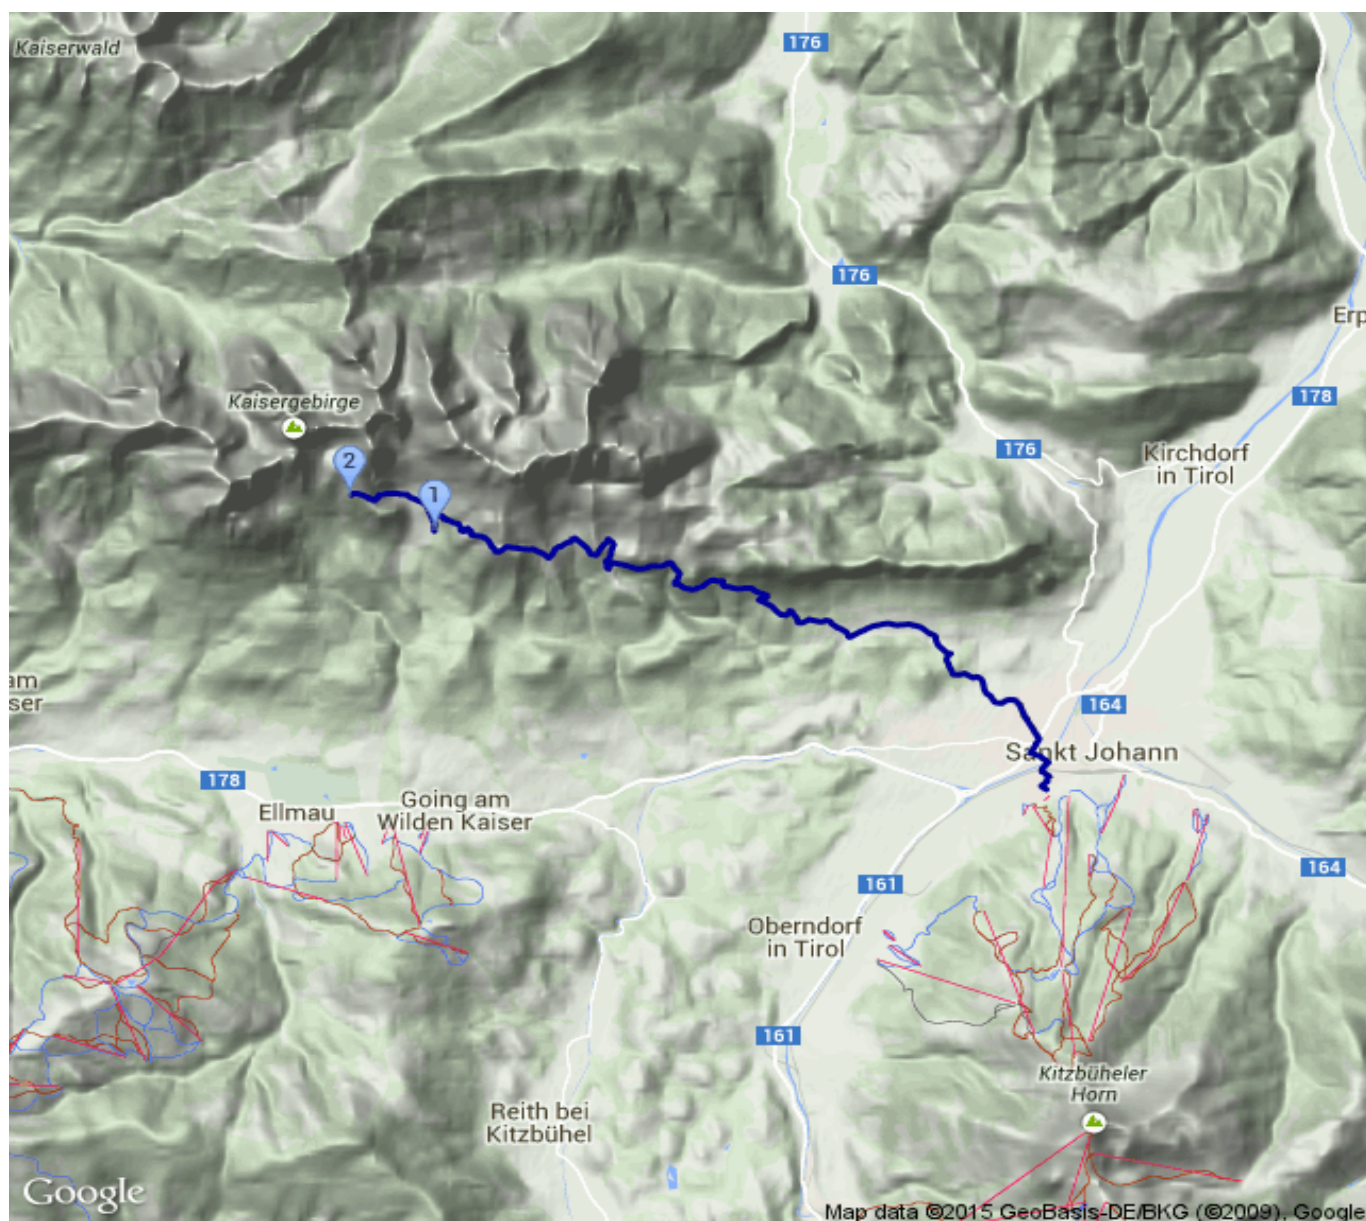 Kaiserwald
176
176
Erp
Kaisergebirge
178
176
Kirchdorf
in Tirol
2
1
am
ser
164
Sankt Johann
178
Ellmau
Going am
Wilden Kaiser
164
161
Oberndorf
in Tirol
161
Kitzbüheler
Horn
Reith bei
Kitzbühel
Google
Map data ©2015 GeoBasis-DE/BKG (©2009), Google